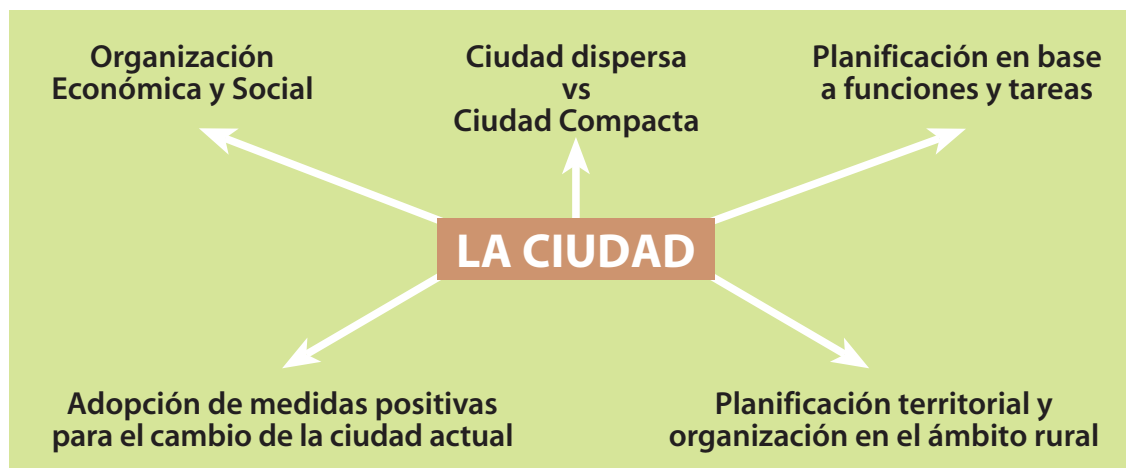 Organización
Económica y Social
Ciudad dispersa
vs
Ciudad Compacta
Planificación en base
a funciones y tareas
LA CIUDAD
Adopción de medidas positivas
para el cambio de la ciudad actual
Planificación territorial y
organización en el ámbito rural